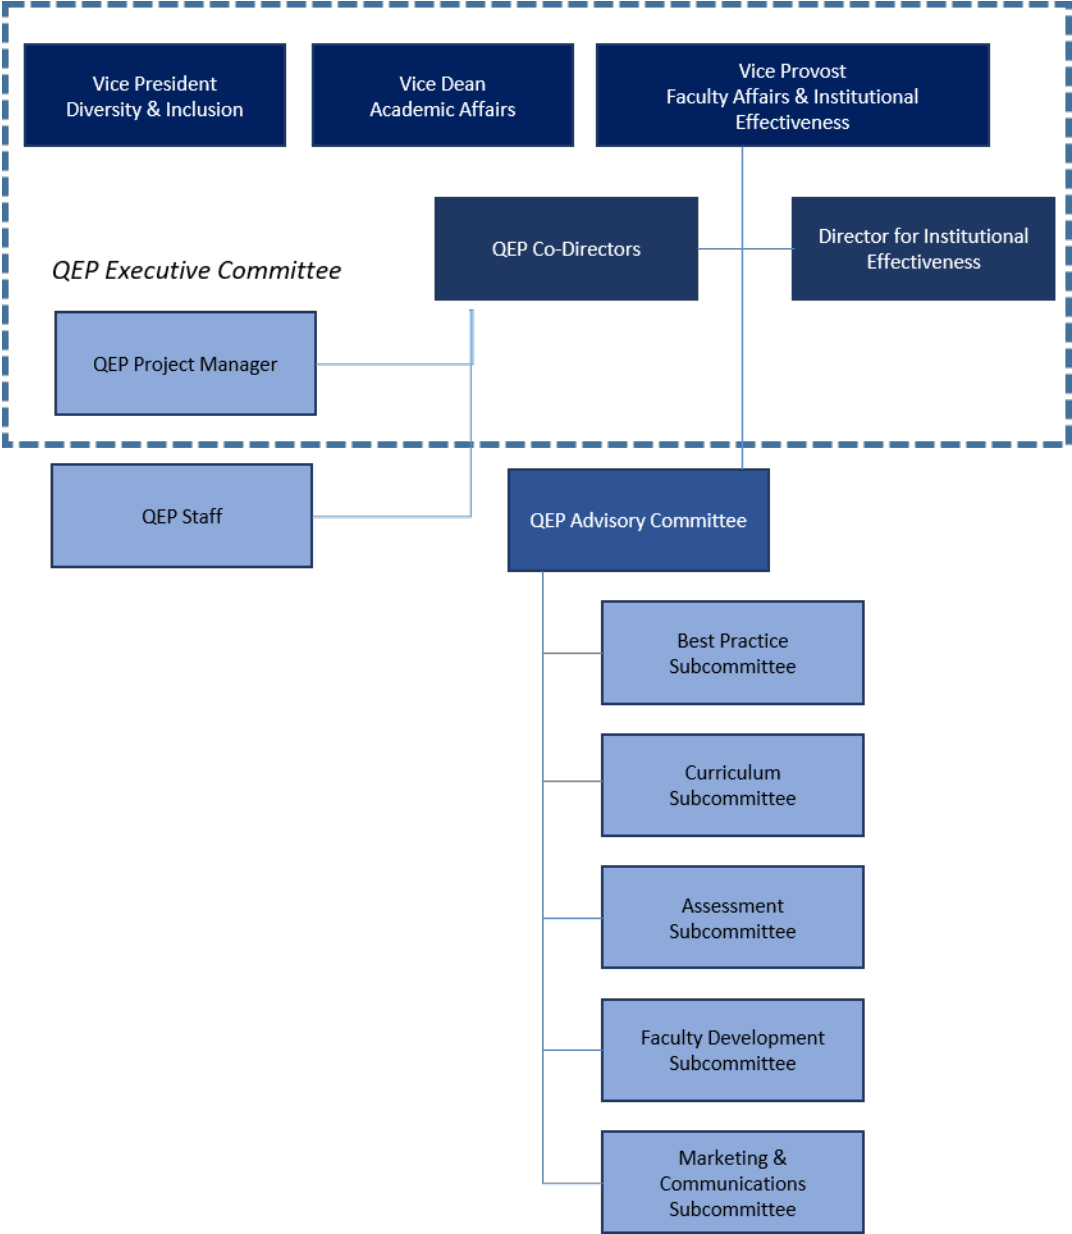 Vice President
Diversity & Inclusion
Vice Dean
Academic Affairs
Vice Provost
Faculty Affairs & Institutional
Effectiveness
QEP Co-Directors
Director for Institutional
Effectiveness
QEP Executive Committee
QEP Project Manager
QEP Staff
QEP Advisory Committee
Best Practice
Subcommittee
Curriculum
Subcommittee
Assessment
Subcommittee
Faculty Development
Subcommittee
Marketing &
Communications
Subcommittee